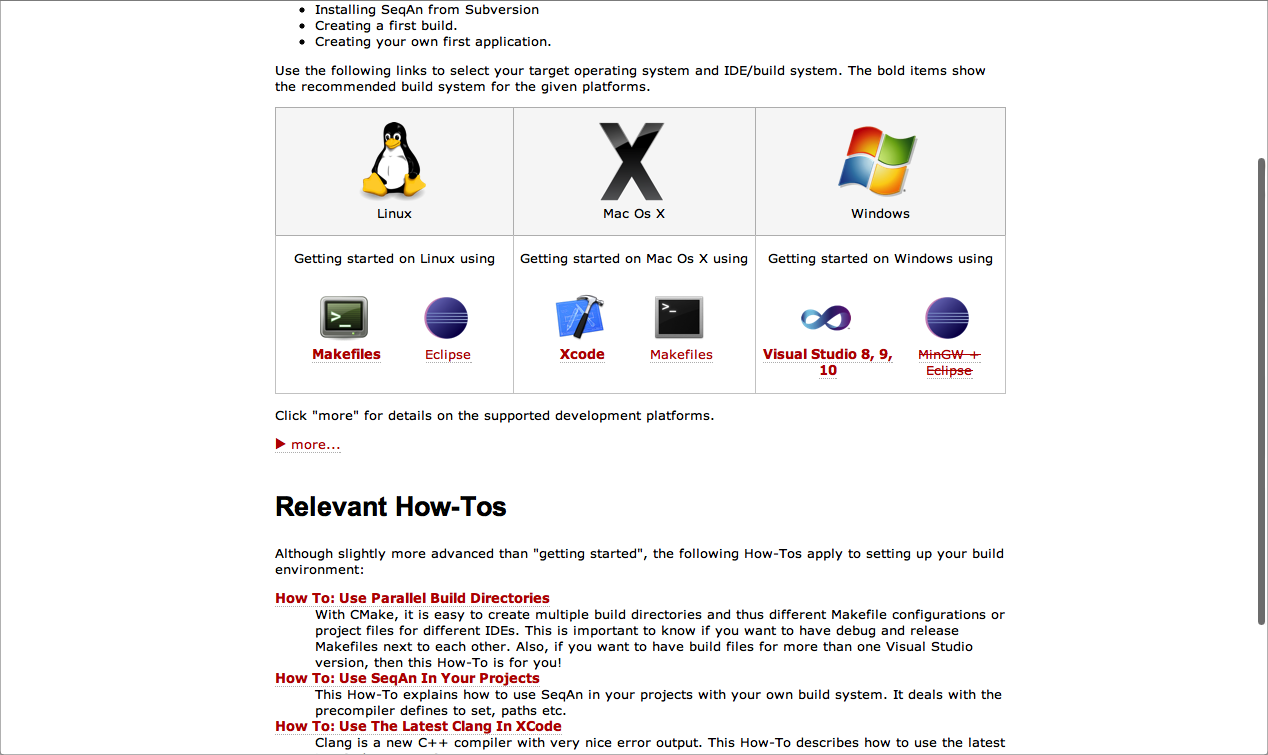 Installing SeqAn from Subversion
Creating a first build.
Creating your own first application.
Use the following links to select your target operating system and IDE/build system. The bold items show
the recommended build system for the given platforms.
Linux
Mac Os X
Windows
Getting started on Linux using
Getting started on Mac Os X using
Getting started on Windows using
Makefiles
Eclipse
Xcode
Makefiles
Visual Studio 8, 9,
10
MinGW +
Eclipse
Click "more" for details on the supported development platforms.
more...
Relevant How-Tos
Although slightly more advanced than "getting started", the following How-Tos apply to setting up your build
environment:
How To: Use Parallel Build Directories
With CMake, it is easy to create multiple build directories and thus different Makefile configurations or
project files for different IDEs. This is important to know if you want to have debug and release
Makefiles next to each other. Also, if you want to have build files for more than one Visual Studio
version, then this How-To is for you!
How To: Use SeqAn In Your Projects
This How-To explains how to use SeqAn in your projects with your own build system. It deals with the
precompiler defines to set, paths etc.
How To: Use The Latest Clang In XCode
Clang is a new C++ compiler with very nice error output. This How-To describes how to use the latest